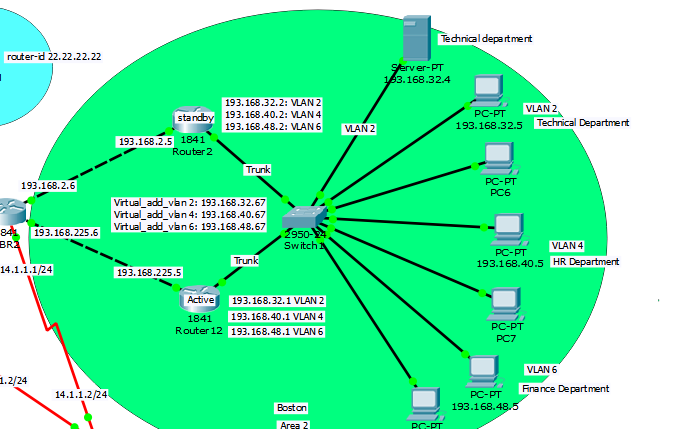 router-id 22.22.22.22
Technical department
Server-PT
193.168.32.4
VLAN 2
PC-PT
193.168.32.5
VLAN 2
Technical Department
193.168.32.2: VLAN 2
193.168.40.2: VLAN 4
193.168.48.2: VLAN 6
standby
1841
Router2
193.168.2.5
Trunk
PC-PT
PC6
193.168.2.6
Virtual_add_vlan 2: 193.168.32.67
Virtual_add_vlan 4: 193.168.40.67
Virtual_add_vlan 6: 193.168.48.67
2950-24
Switch1
1841
BR2
193.168.225.6
PC-PT
193.168.40.5
VLAN 4
HR Department
14.1.1.1/24
193.168.225.5
Trunk
Active
1841
Router12
193.168.32.1 VLAN 2
193.168.40.1 VLAN 4
193.168.48.1 VLAN 6
PC-PT
PC7
VLAN 6
Finance Department
PC-PT
193.168.48.5
1.2/24
14.1.1.2/24
Boston
Area 2
PC-PT